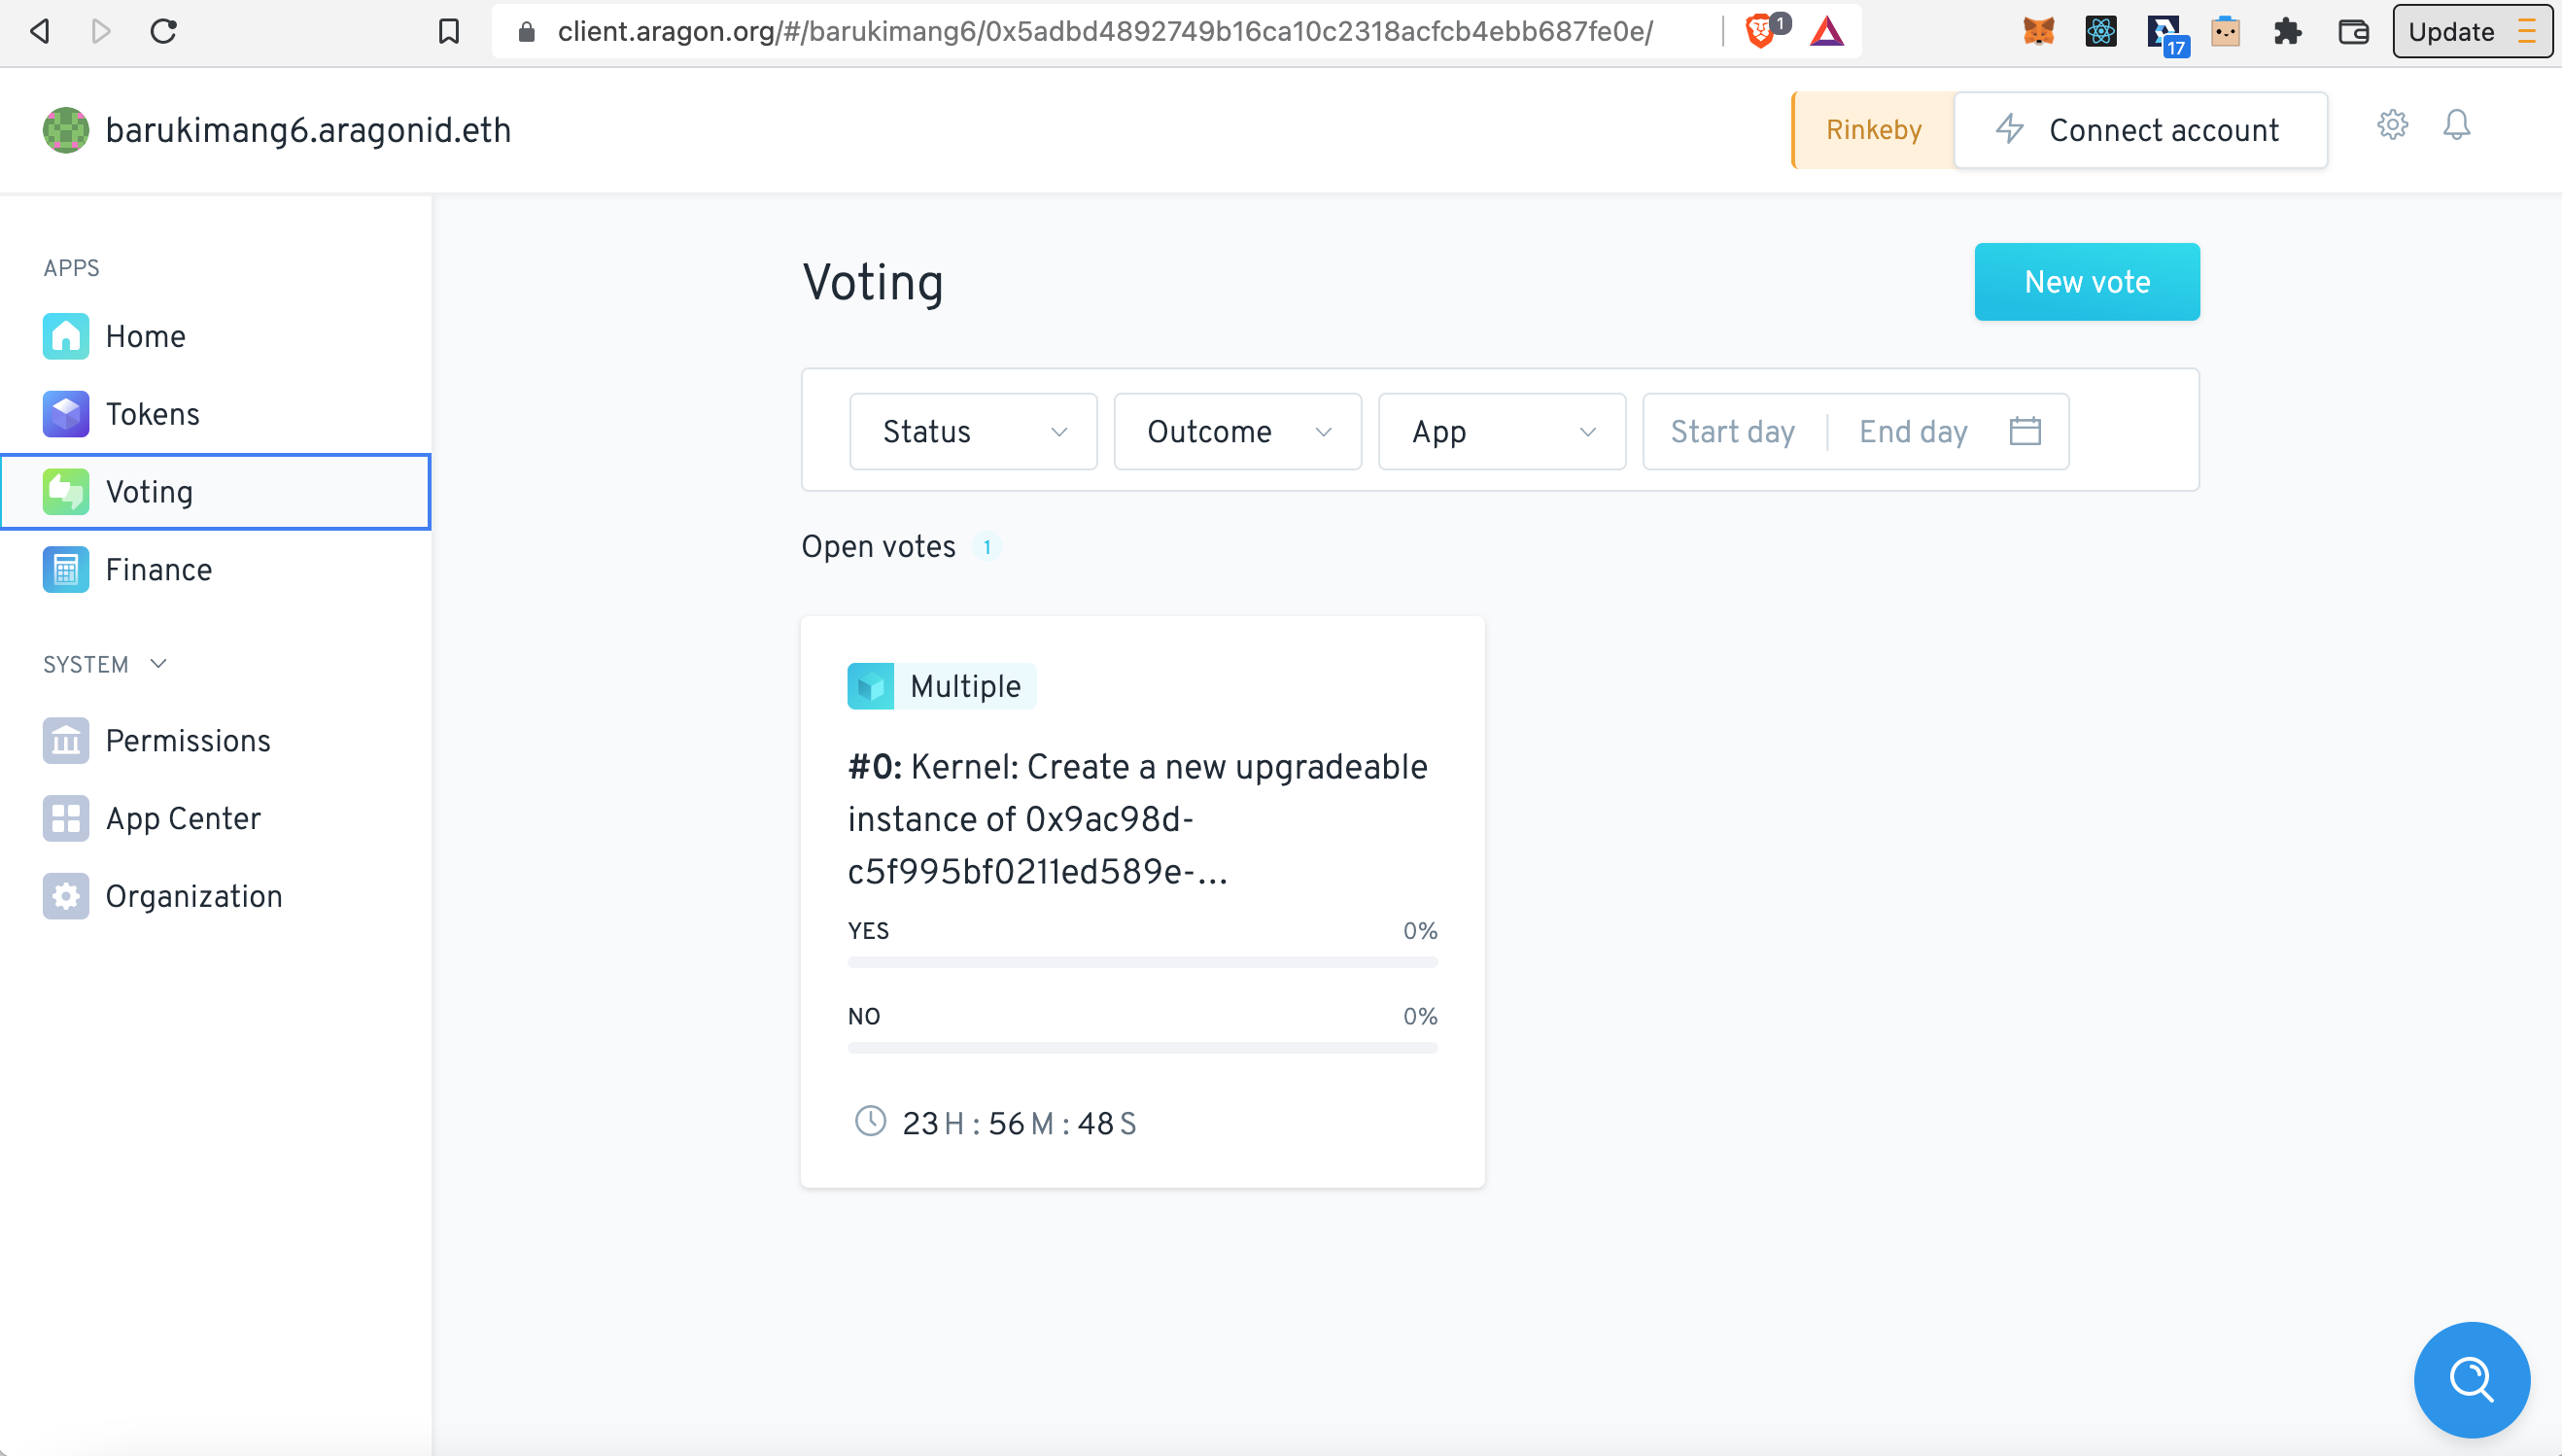 client.aragon.org/#/barukimang6/0x5adbd4892749b16ca10c2318acfcb4ebb687fe0e/
1
17
Update
barukimang6.aragonid.eth
Rinkeby
Connect account
APPS
Home
Tokens
Voting
Finance
SYSTEM
Permissions
App Center
Organization
Voting
New vote
Status
Outcome
App
Start day
End day
Open votes 1
Multiple
#0: Kernel: Create a new upgradeable
instance of 0x9ac98d-
c5f995bf0211ed589e-...
YES 0%
NO 0%
23 H : 56 M : 48 S